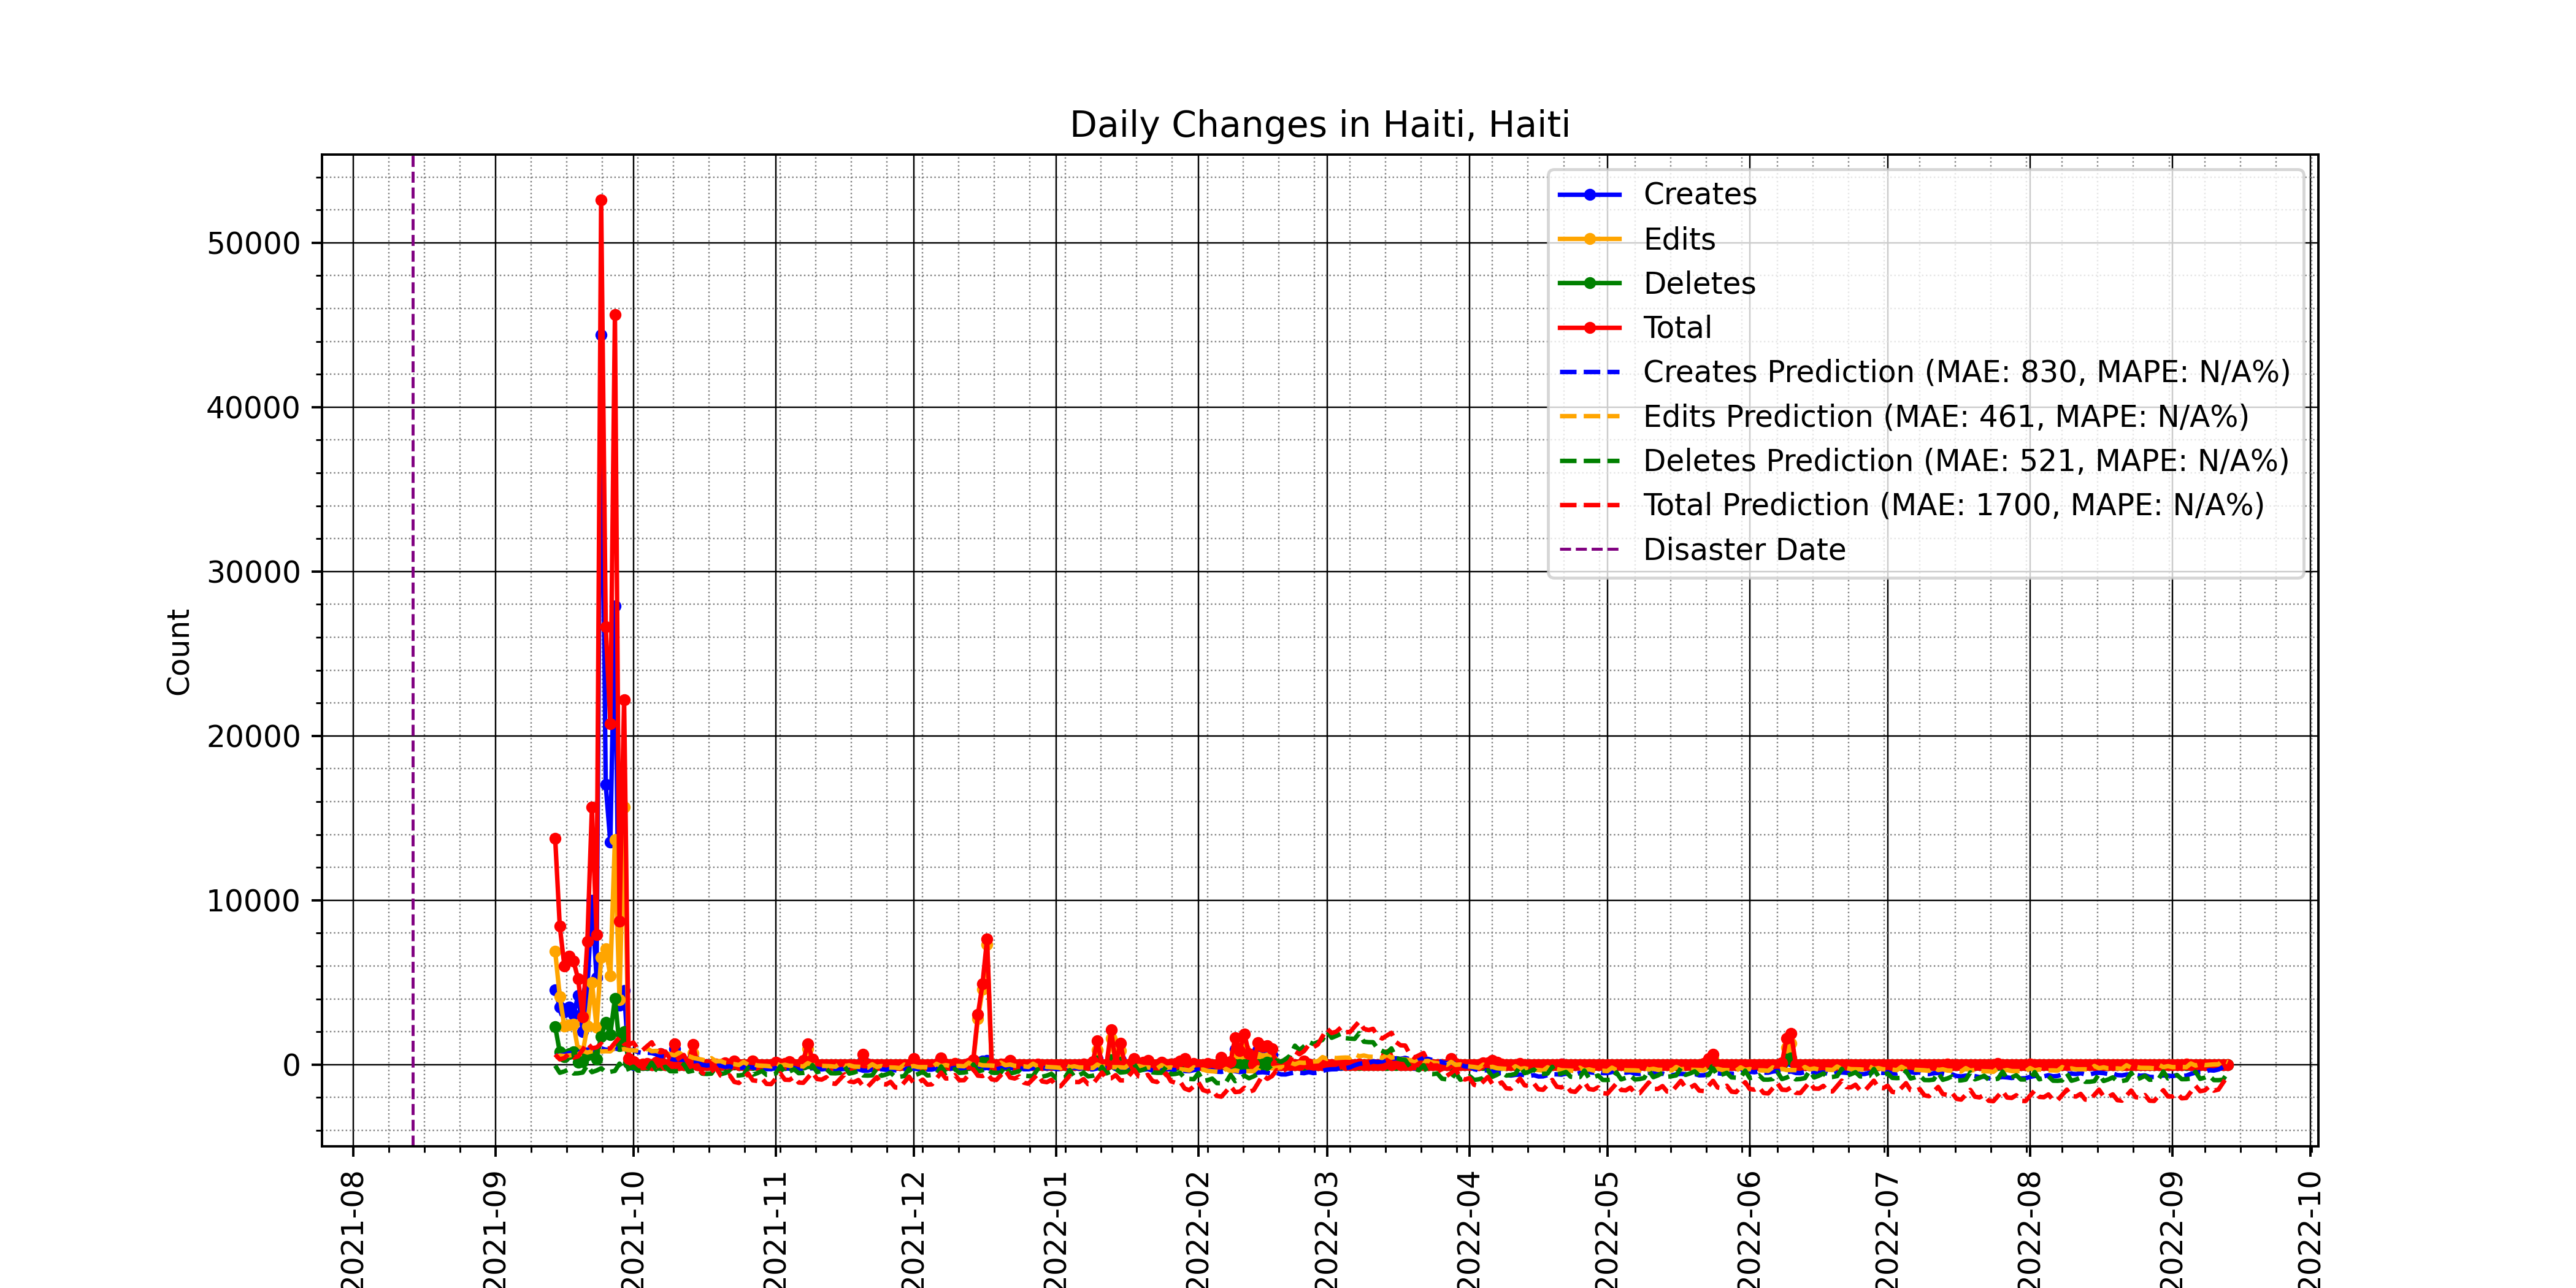 Daily Changes in Haiti, Haiti
Count
50000
40000
30000
20000
10000
0
Creates
Edits
Deletes
Total
Creates Prediction (MAE: 830, MAPE: N/A%)
Edits Prediction (MAE: 461, MAPE: N/A%)
Deletes Prediction (MAE: 521, MAPE: N/A%)
Total Prediction (MAE: 1700, MAPE: N/A%)
Disaster Date
2021-08
2021-09
2021-10
2021-11
2021-12
2022-01
2022-02
2022-03
2022-04
2022-05
2022-06
2022-07
2022-08
2022-09
2022-10